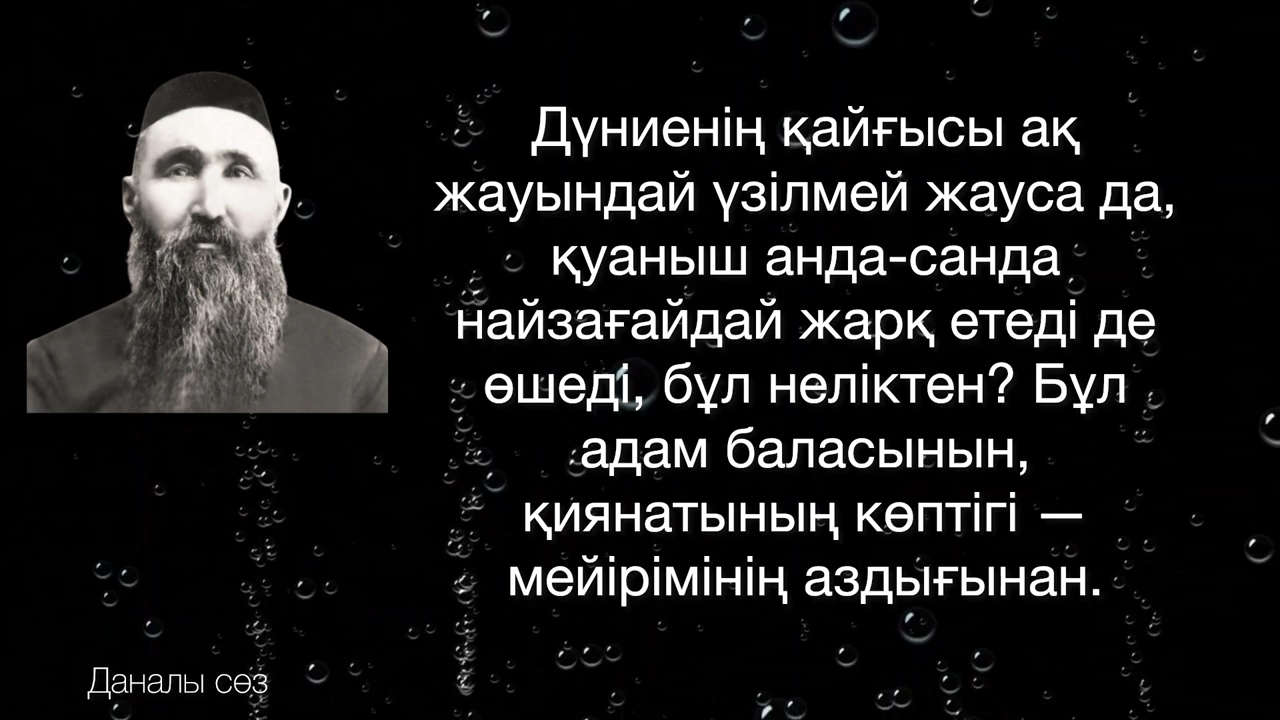 Дүниенің қайғысы ақ
жауындай үзілмей жауса да,
қуаныш анда-санда
найзағайдай жарқ етеді де
өшеді, бұл неліктен? Бұл
адам баласынын,
қиянатының көптігі —
мейірімінің аздығынан.
Даналы сөз